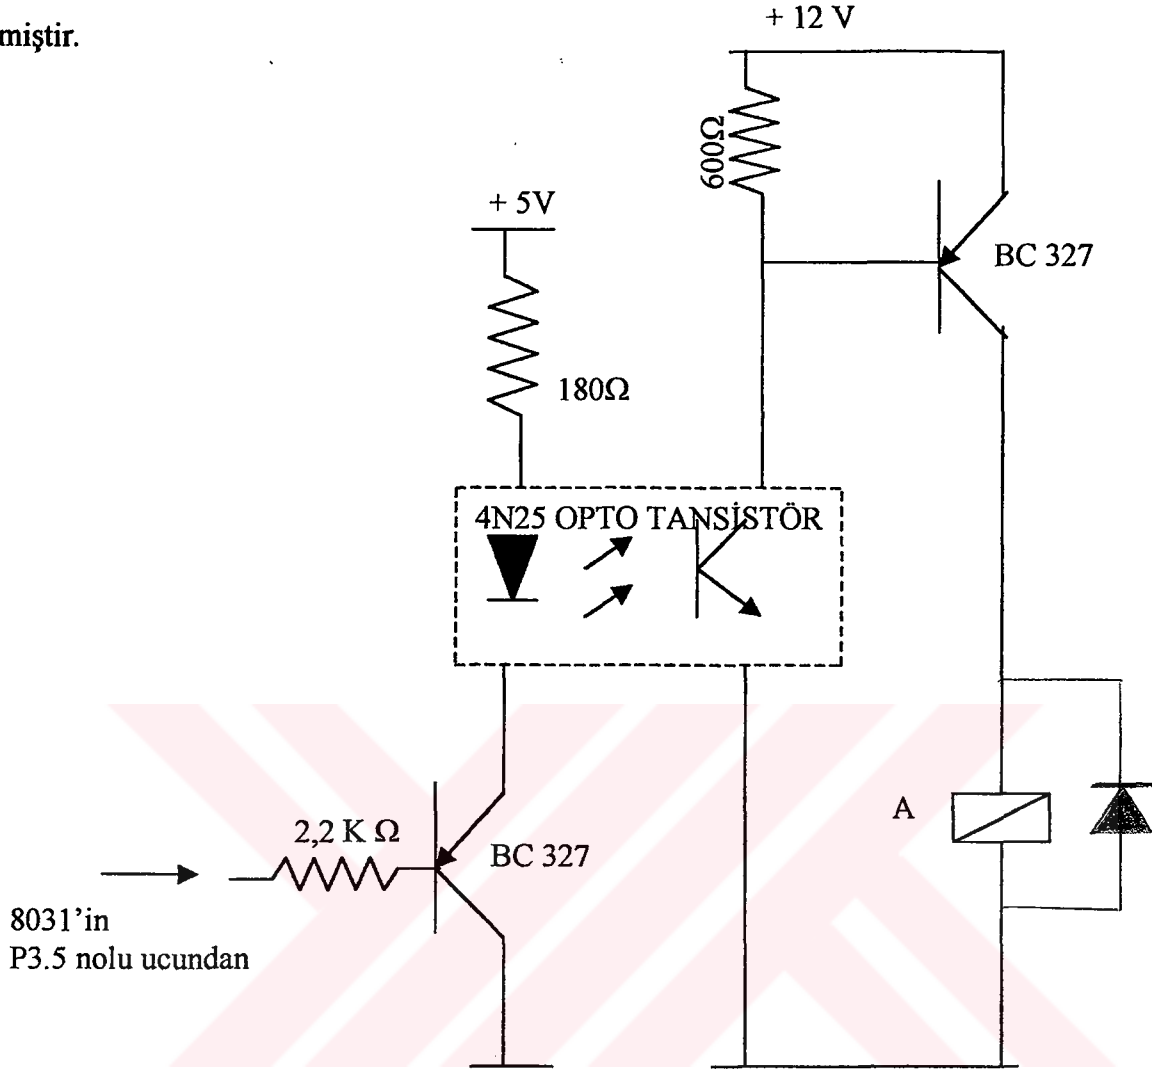 miştir.
+ 12 V
600Ω
+ 5V
BC 327
180Ω
4N25 OPTO TANSİSTÖR
A
2,2 K Ω
BC 327
8031’in
P3.5 nolu ucundan